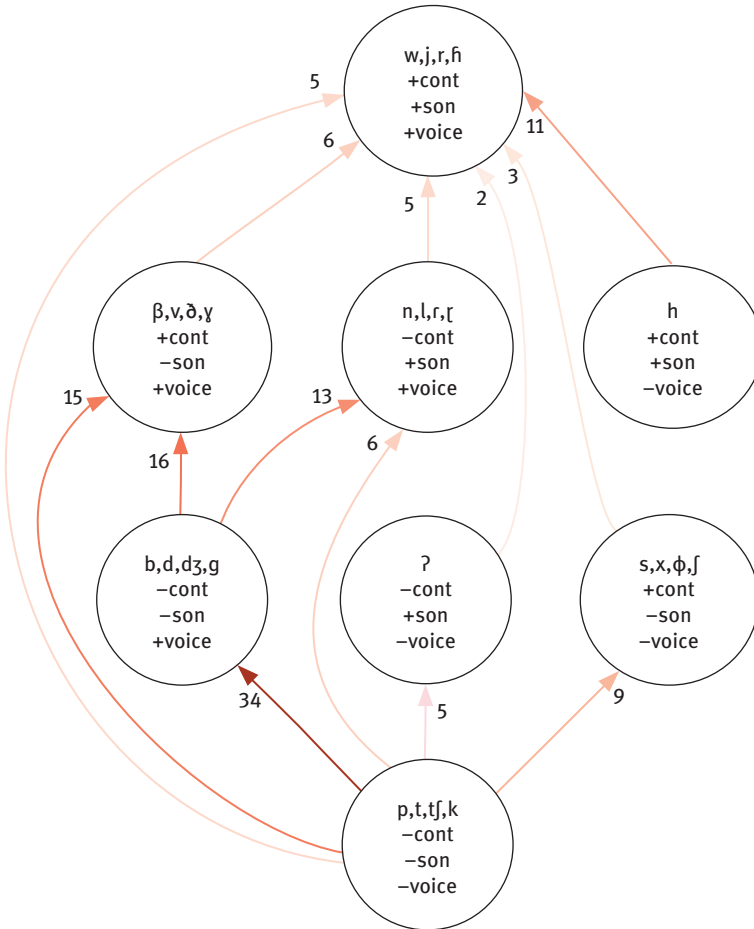 w,j,r,ɦ
+cont
+son
+voice
5
6
5
2
3
11
β,v,ð,ɣ
+cont
−son
+voice
n,l,ɾ,ɽ
−cont
+son
+voice
h
+cont
+son
−voice
15
16
13
6
b,d,dʒ,g
−cont
−son
+voice
ʔ
−cont
+son
−voice
s,x,ɸ,ʃ
+cont
−son
−voice
34
5
9
p,t,tʃ,k
−cont
−son
−voice